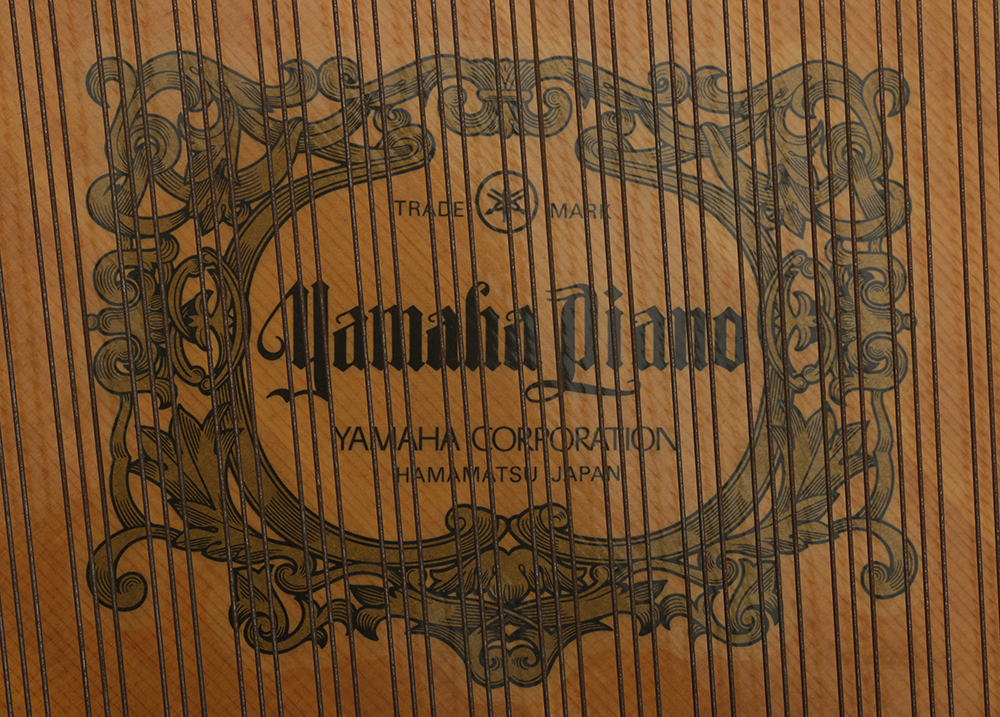 TRADE MARK
Yamaha Piano
YAMAHA CORPORATION
HAMAMATSU JAPAN